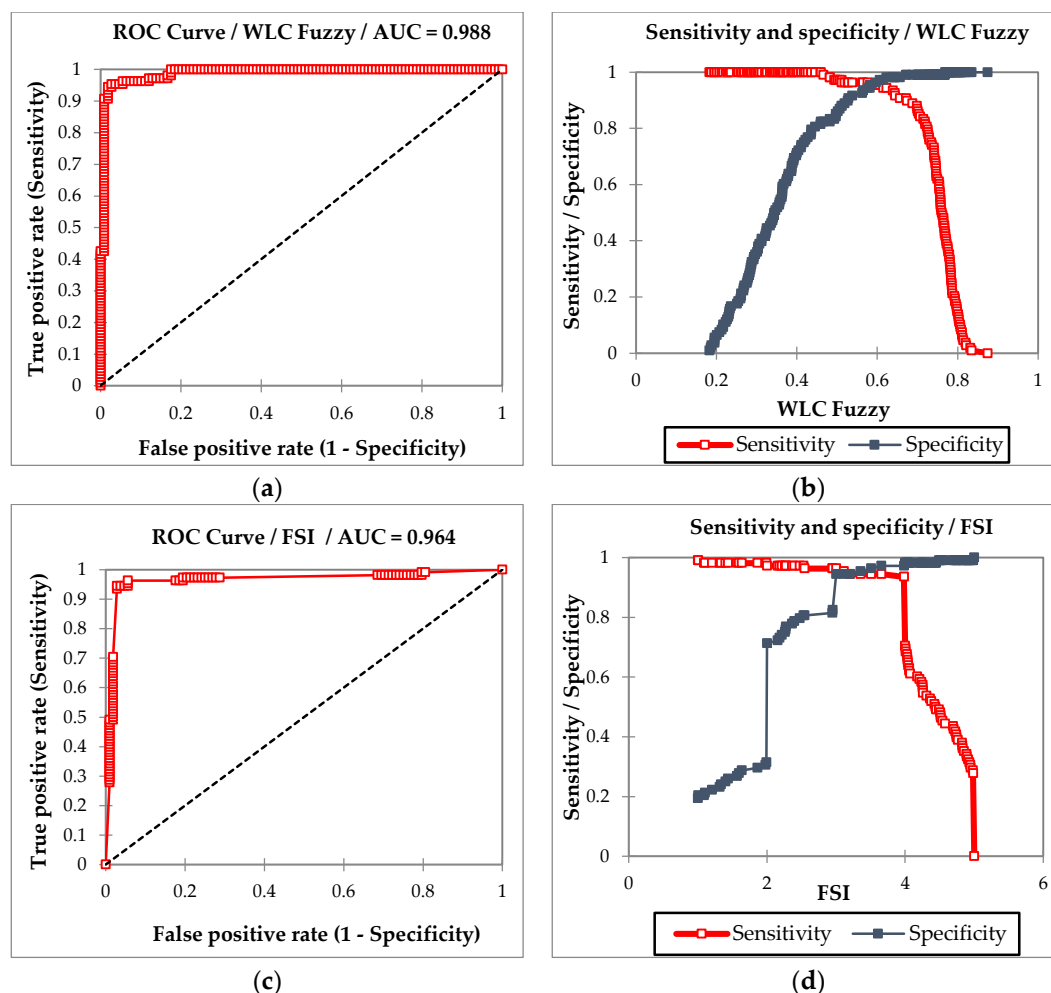 ROC Curve / WLC Fuzzy / AUC = 0.988
True positive rate (Sensitivity)
1
0.9
0.8
0.7
0.6
0.5
0.4
0.3
0.2
0.1
0
0 0.2 0.4 0.6 0.8 1
False positive rate (1 - Specificity)
(a)
Sensitivity and specificity / WLC Fuzzy
Sensitivity / Specificity
1
0.8
0.6
0.4
0.2
0
0 0.2 0.4 0.6 0.8 1
WLC Fuzzy
Sensitivity Specificity
(b)
ROC Curve / FSI / AUC = 0.964
True positive rate (Sensitivity)
1
0.9
0.8
0.7
0.6
0.5
0.4
0.3
0.2
0.1
0
0 0.2 0.4 0.6 0.8 1
False positive rate (1 - Specificity)
(c)
Sensitivity and specificity / FSI
Sensitivity / Specificity
1
0.8
0.6
0.4
0.2
0
0 2 4 6
FSI
Sensitivity Specificity
(d)